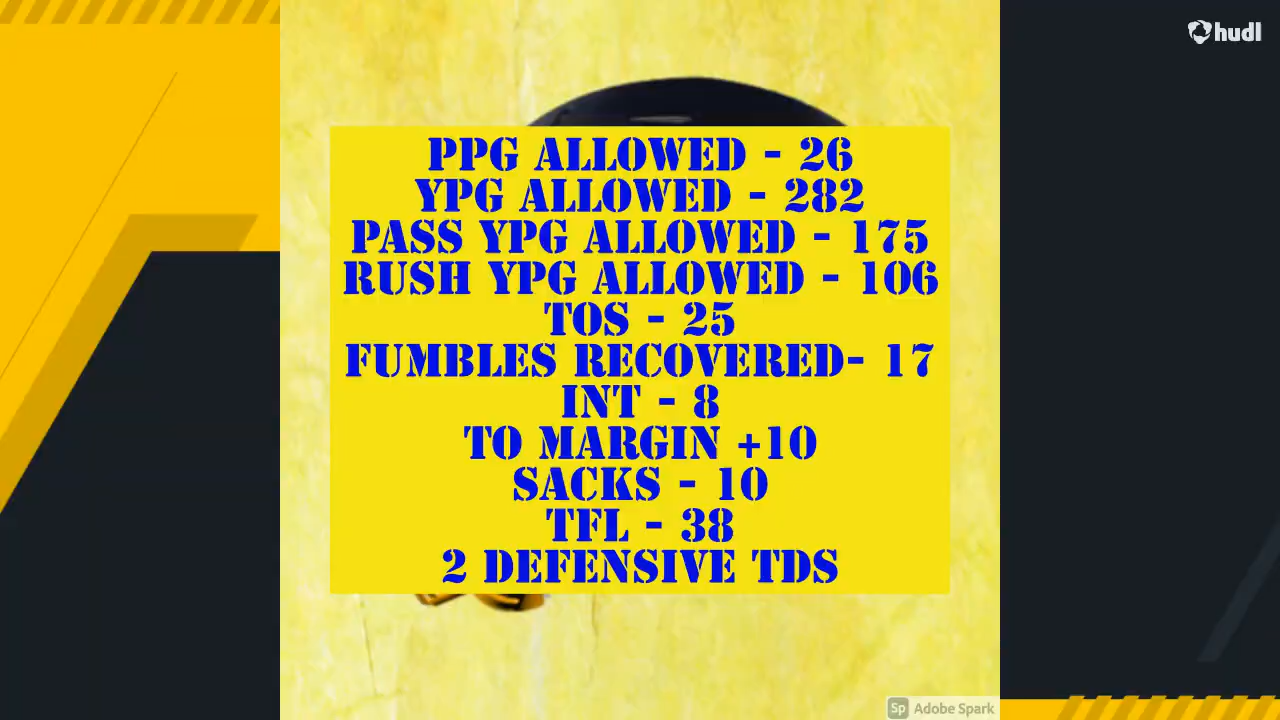 hudl
PPG ALLOWED - 26
YPG ALLOWED - 282
PASS YPG ALLOWED - 175
RUSH YPG ALLOWED - 106
TOS - 25
FUMBLES RECOVERED- 17
INT - 8
TO MARGIN +10
SACKS - 10
TFL - 38
2 DEFENSIVE TDS
Sp Adobe Spark